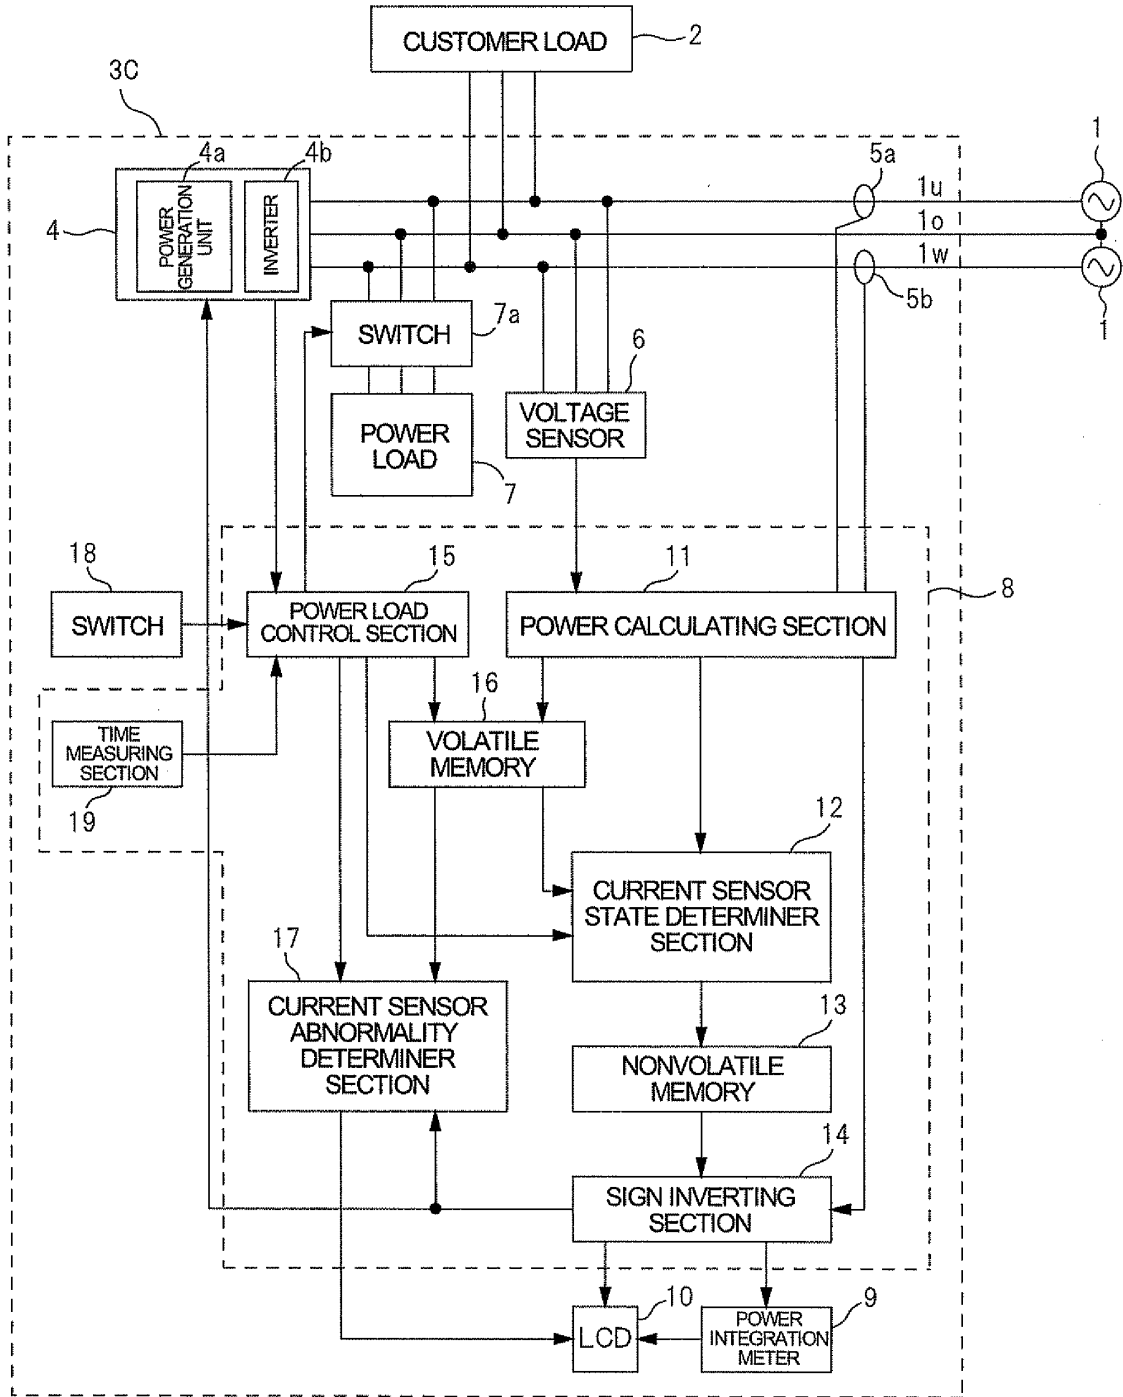 CUSTOMER LOAD
2
3C
1
4a
4b
5a
1u
4
POWER
GENERATION
UNIT
INVERTER
1o
1w
5b
1
SWITCH
7a
6
VOLTAGE
SENSOR
POWER
LOAD
7
18
15
11
8
SWITCH
POWER LOAD
CONTROL SECTION
POWER CALCULATING SECTION
16
TIME
MEASURING
SECTION
VOLATILE
MEMORY
19
12
CURRENT SENSOR
STATE DETERMINER
SECTION
17
CURRENT SENSOR
ABNORMALITY
DETERMINER
SECTION
13
NONVOLATILE
MEMORY
14
SIGN INVERTING
SECTION
10
9
LCD
POWER
INTEGRATION
METER